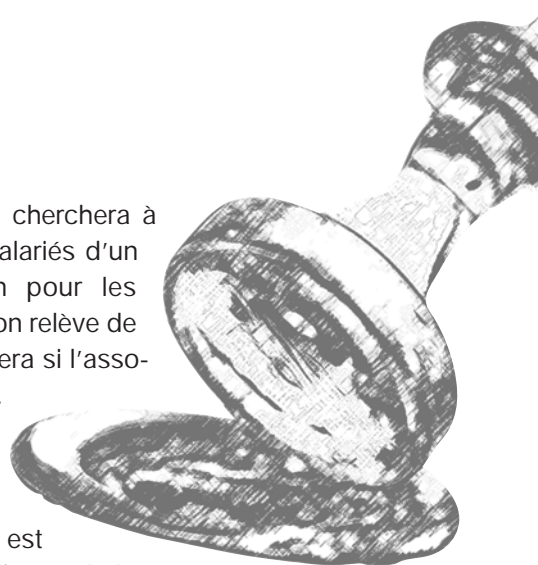 cherchera à
alariés d'un
n pour les
on relève de
era si l'asso-
.
est